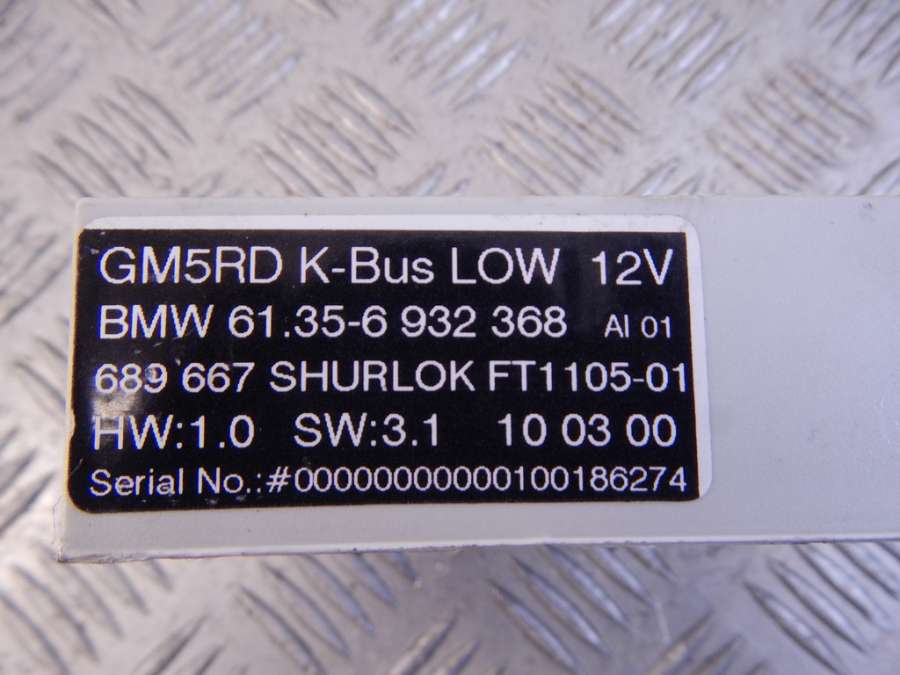 GM5RD K-Bus LOW 12V
BMW 61.35-6 932 368 AI 01
689 667 SHURLOK FT1105-01
HW:1.0 SW:3.1 10 03 00
Serial No.:#00000000000100186274